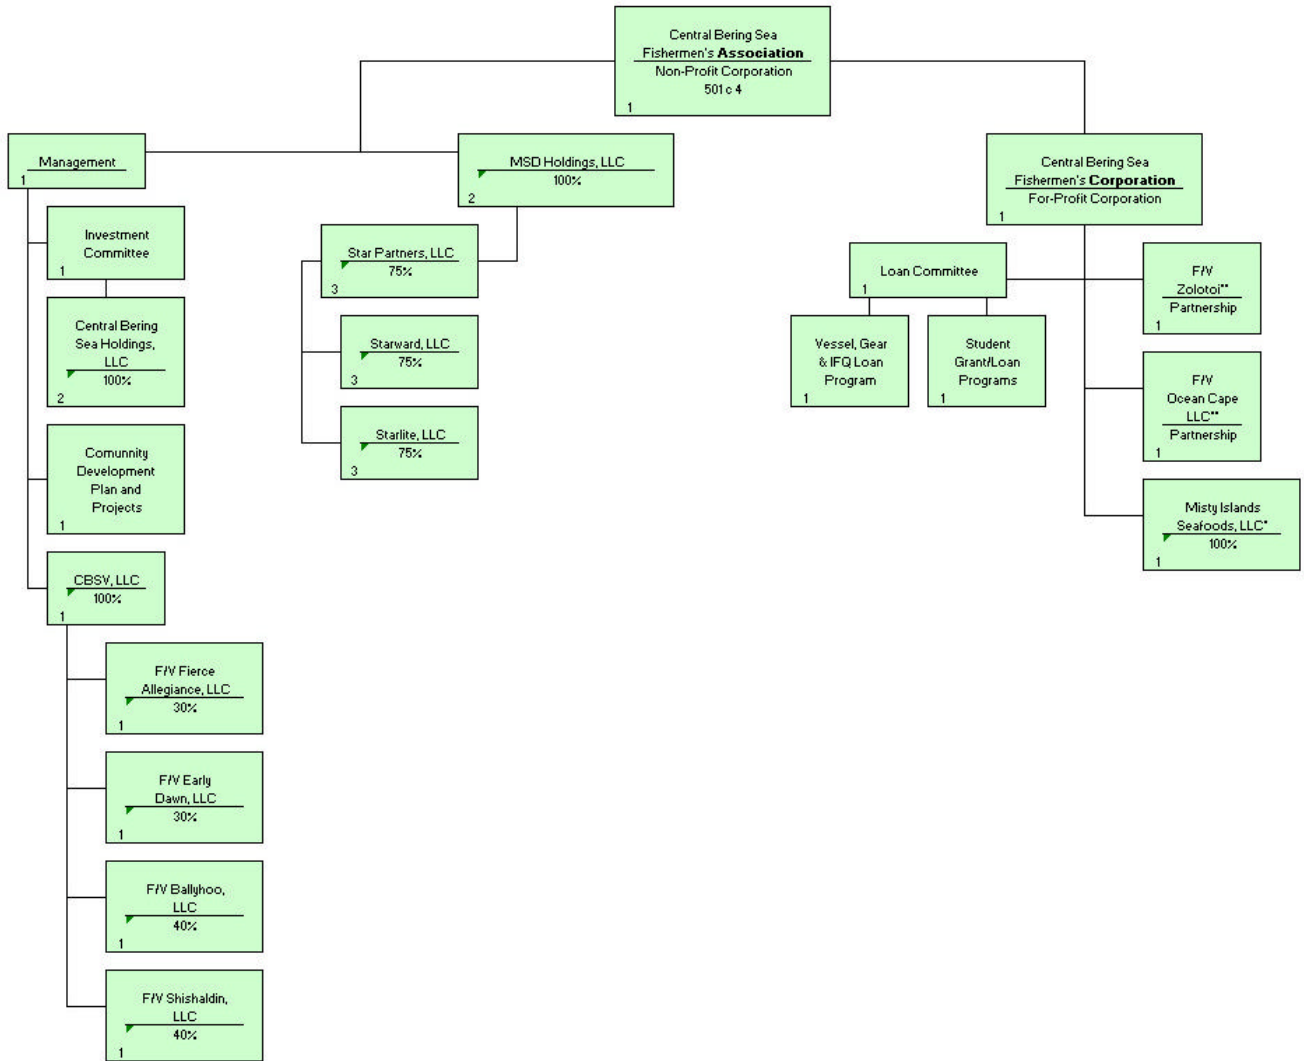 Central Bering Sea
Fishermen's Association
Non-Profit Corporation
501 c 4
1
Management
1
MSD Holdings, LLC
100%
2
Central Bering Sea
Fishermen's Corporation
For-Profit Corporation
1
Investment
Committee
1
Central Bering
Sea Holdings,
LLC
100%
2
Comunnity
Development
Plan and
Projects
1
CBSV, LLC
100%
1
F/V Fierce
Allegiance, LLC
30%
1
F/V Early
Dawn, LLC
30%
1
F/V Ballyhoo,
LLC
40%
1
F/V Shishaldin,
LLC
40%
1
Star Partners, LLC
75%
3
Starward, LLC
75%
3
Starlite, LLC
75%
3
Loan Committee
1
Vessel, Gear
& IFQ Loan
Program
1
Student
Grant/Loan
Programs
1
F/V
Zolotoi**
Partnership
1
F/V
Ocean Cape
LLC**
Partnership
1
Misty Islands
Seafoods, LLC*
100%
1